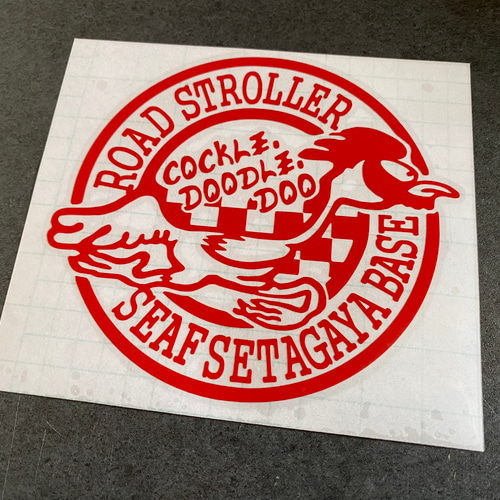 ROAD STROLLER
COCKLE.
DOODLE.
DOO
SEAF SETAGAYA BASE